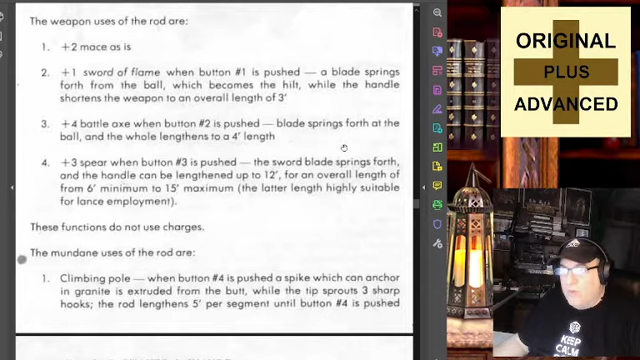 The weapon uses of the rod are:
1. +2 mace as is
2. +1 sword of flame when button #1 is pushed — a blade springs
forth from the ball, which becomes the hilt, while the handle
shortens the weapon to an overall length of 3'
3. +4 battle axe when button #2 is pushed — blade springs forth at the
ball, and the whole lengthens to a 4' length
4. +3 spear when button #3 is pushed — the sword blade springs forth,
and the handle can be lengthened up to 12', for an overall length of
from 6' minimum to 15' maximum (the latter length highly suitable
for lance employment).
These functions do not use charges.
The mundane uses of the rod are:
1. Climbing pole — when button #4 is pushed a spike which can anchor
in granite is extruded from the butt, while the tip sprouts 3 sharp
hooks; the rod lengthens 5' per segment until button #4 is pushed
ORIGINAL
PLUS
ADVANCED
KEEP
CALM